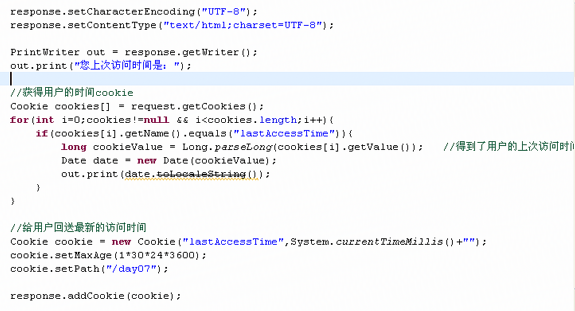 response.setCharacterEncoding("UTF-8");
response.setContentType("text/html;charset=UTF-8");
PrintWriter out = response.getWriter();
out.print("您上次访问时间是：");
//获得用户的时间cookie
Cookie cookies[] = request.getCookies();
for(int i=0;cookies!=null && i<cookies.length;i++){
if(cookies[i].getName().equals("lastAccessTime")){
long cookieValue = Long.parseLong(cookies[i].getValue()); //得到了用户的上次访问时间
Date date = new Date(cookieValue);
out.print(date.toLocaleString());
}
}
//给用户回送最新的访问时间
Cookie cookie = new Cookie("lastAccessTime",System.currentTimeMillis()+"");
cookie.setMaxAge(1*30*24*3600);
cookie.setPath("/day07");
response.addCookie(cookie);